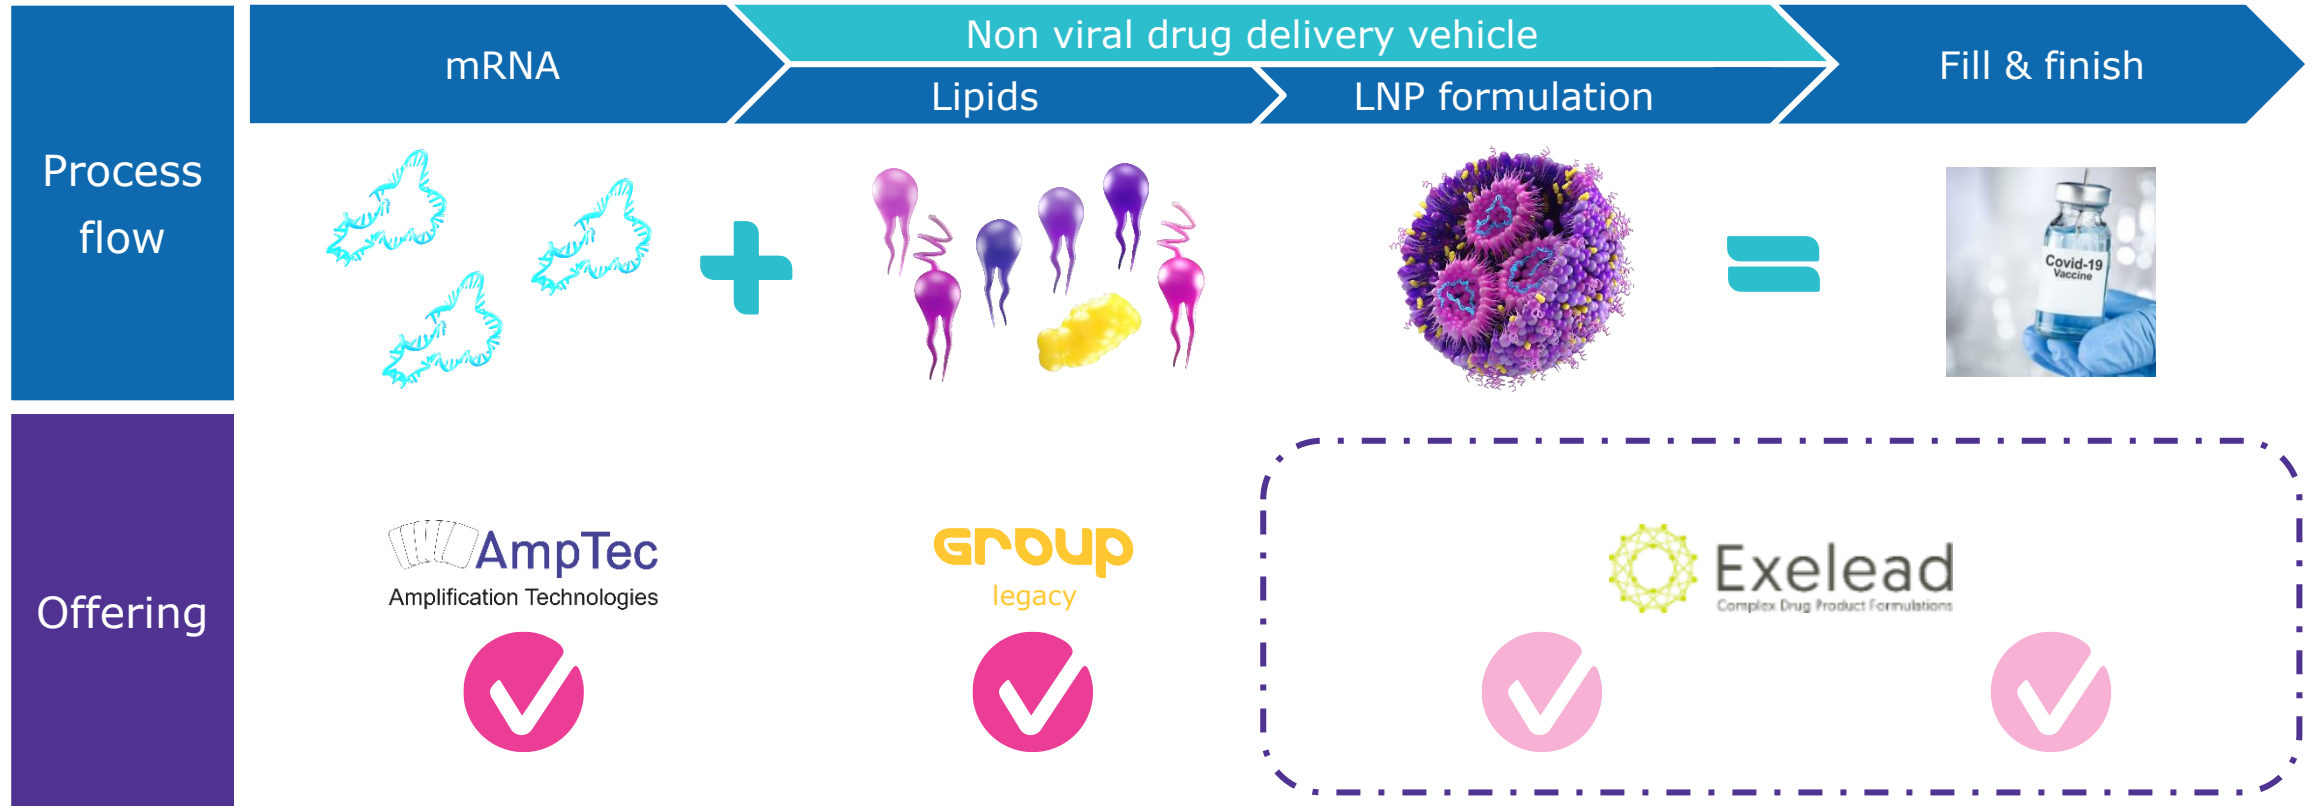 Process
flow
mRNA
Non viral drug delivery vehicle
Lipids
LNP formulation
Fill & finish
Covid-19
Vaccine
Offering
AmpTec
Amplification Technologies
GROUP
legacy
Exelead
Complex Drug Product Formulations